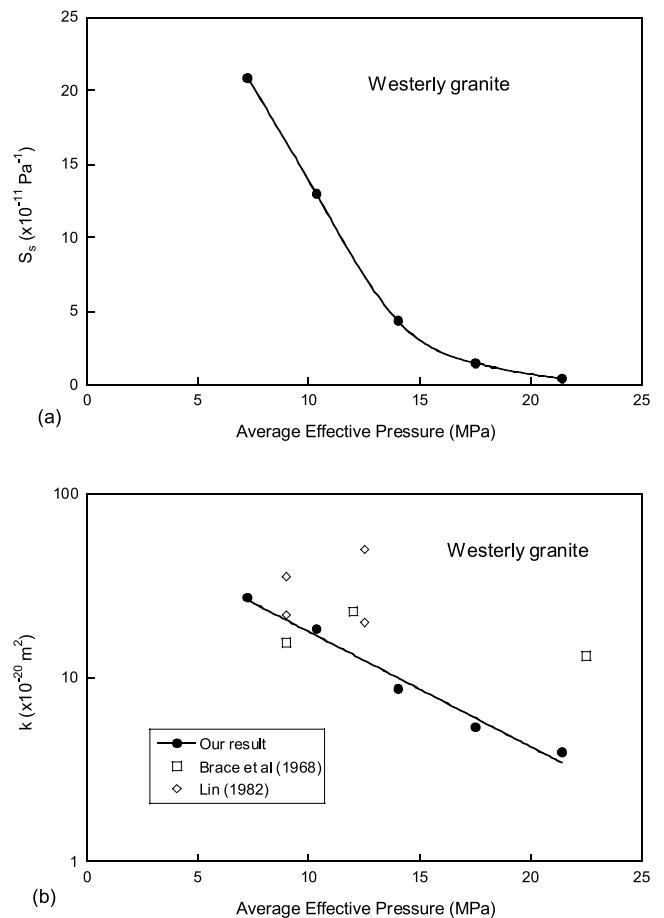 25
20
15
10
5
0
S_s (x10^-11 Pa^-1)
Westerly granite
0 5 10 15 20 25
(a)
Average Effective Pressure (MPa)
100
10
1
k (x10^-20 m^2)
Westerly granite
Our result
Brace et al (1968)
Lin (1982)
0 5 10 15 20 25
(b)
Average Effective Pressure (MPa)